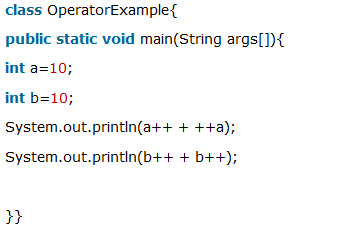 class OperatorExample{
public static void main(String args[]){
int a=10;
int b=10;
System.out.println(a++ + ++a);
System.out.println(b++ + b++);
}}